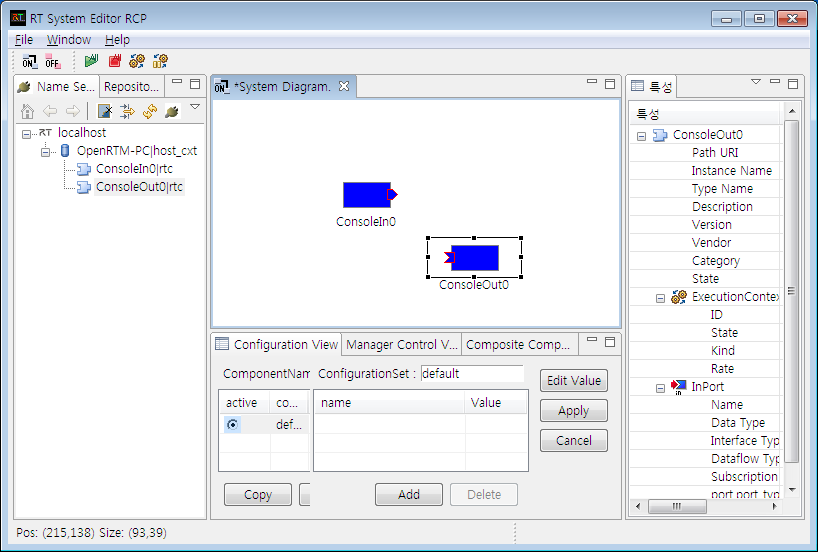 RT System Editor RCP
File Window Help
ON OFF
Name Se... Reposito...
localhost
OpenRTM-PC|host_cxt
ConsoleIn0|rtc
ConsoleOut0|rtc
*System Diagram.
ConsoleIn0
ConsoleOut0
Configuration View Manager Control V... Composite Comp...
ComponentNam ConfigurationSet : default
active co...
def...
name Value
Edit Value
Apply
Cancel
Copy Add Delete
특성
특성
ConsoleOut0
Path URI
Instance Name
Type Name
Description
Version
Vendor
Category
State
ExecutionContex
ID
State
Kind
Rate
InPort
Name
Data Type
Interface Typ
Dataflow Typ
Subscription
port.port_typ
Pos: (215,138) Size: (93,39)